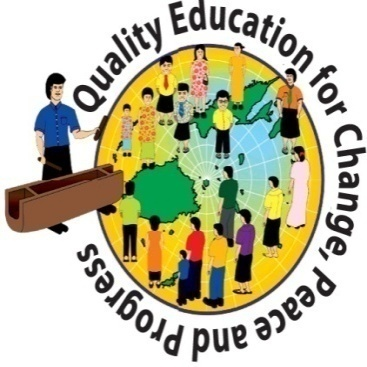 Quality Education for Change, Peace and Progress